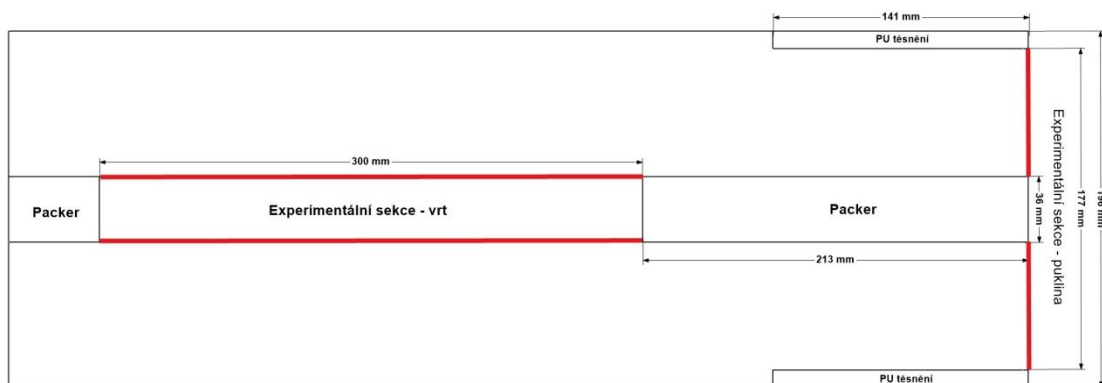 141 mm
PU těsnění
300 mm
Packer
Experimentální sekce - vrt
Packer
36 mm
Experimentální sekce - puklina
177 mm
213 mm
PU těsnění